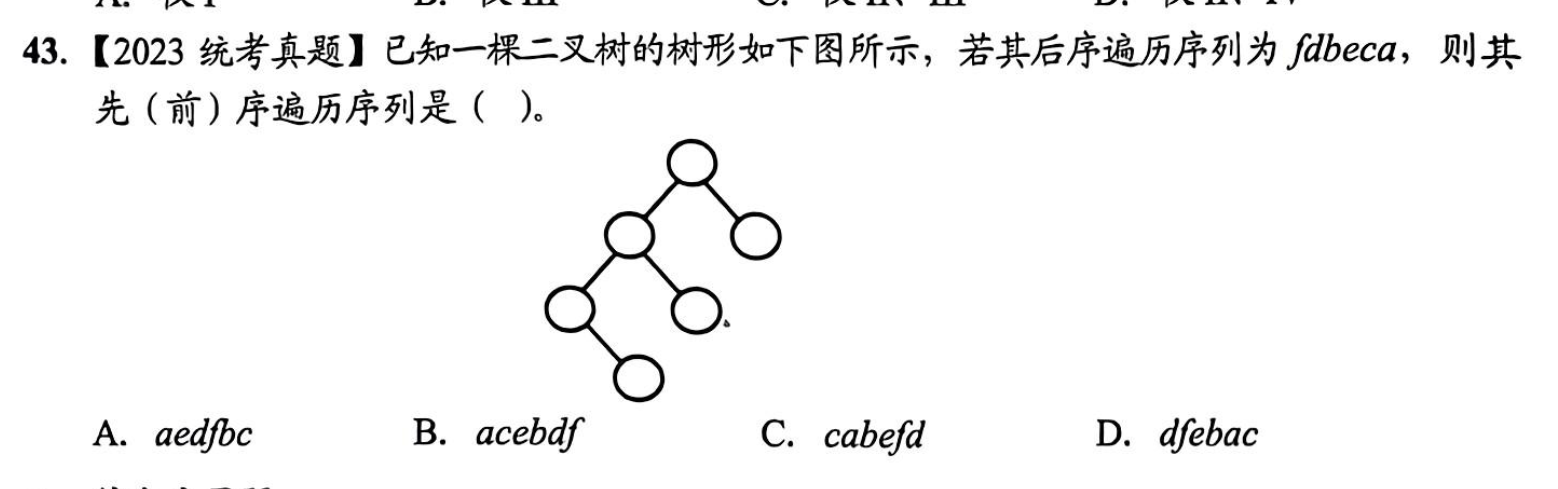 43.【2023 统考真题】已知一棵二叉树的树形如下图所示，若其后序遍历序列为 fdbeca，则其
先（前）序遍历序列是（ ）。
A. aedfbc B. acebdf C. cabefd D. dfebac